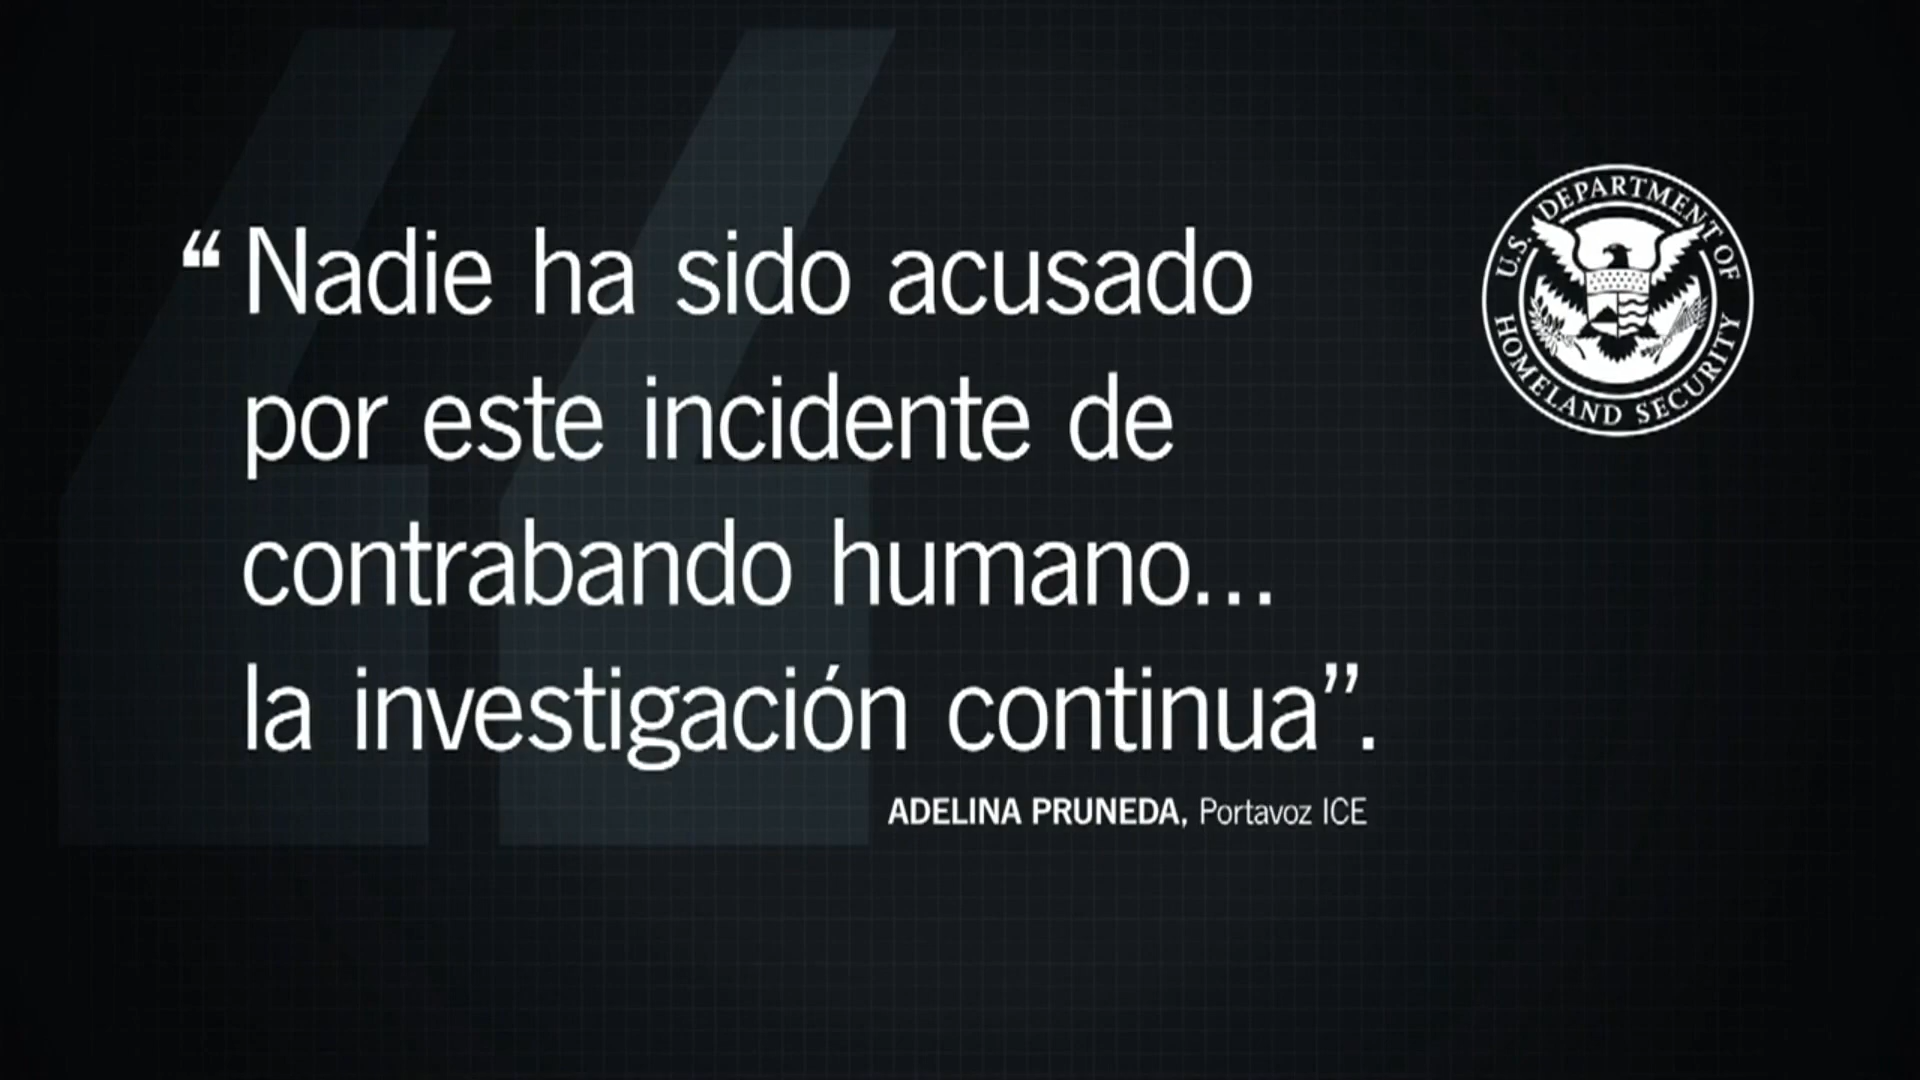 “Nadie ha sido acusado
por este incidente de
contrabando humano...
la investigación continua”.
ADELINA PRUNEDA, Portavoz ICE
U.S. DEPARTMENT OF
HOMELAND SECURITY